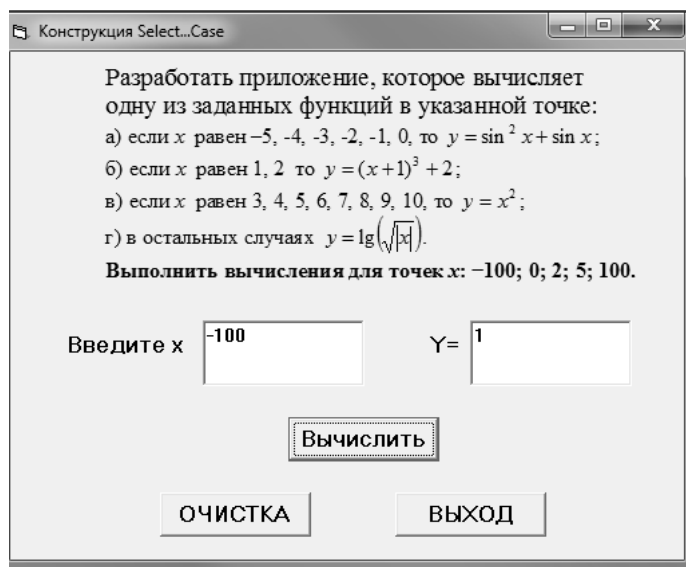 Конструкция Select...Case
Разработать приложение, которое вычисляет
одну из заданных функций в указанной точке:
а) если x равен −5, -4, -3, -2, -1, 0, то y = sin² x + sin x;
б) если x равен 1, 2 то y = (x+1)³ + 2;
в) если x равен 3, 4, 5, 6, 7, 8, 9, 10, то y = x²;
г) в остальных случаях y = lg(√|x|).
Выполнить вычисления для точек x: −100; 0; 2; 5; 100.
Введите x -100 Y= 1
Вычислить
ОЧИСТКА ВЫХОД